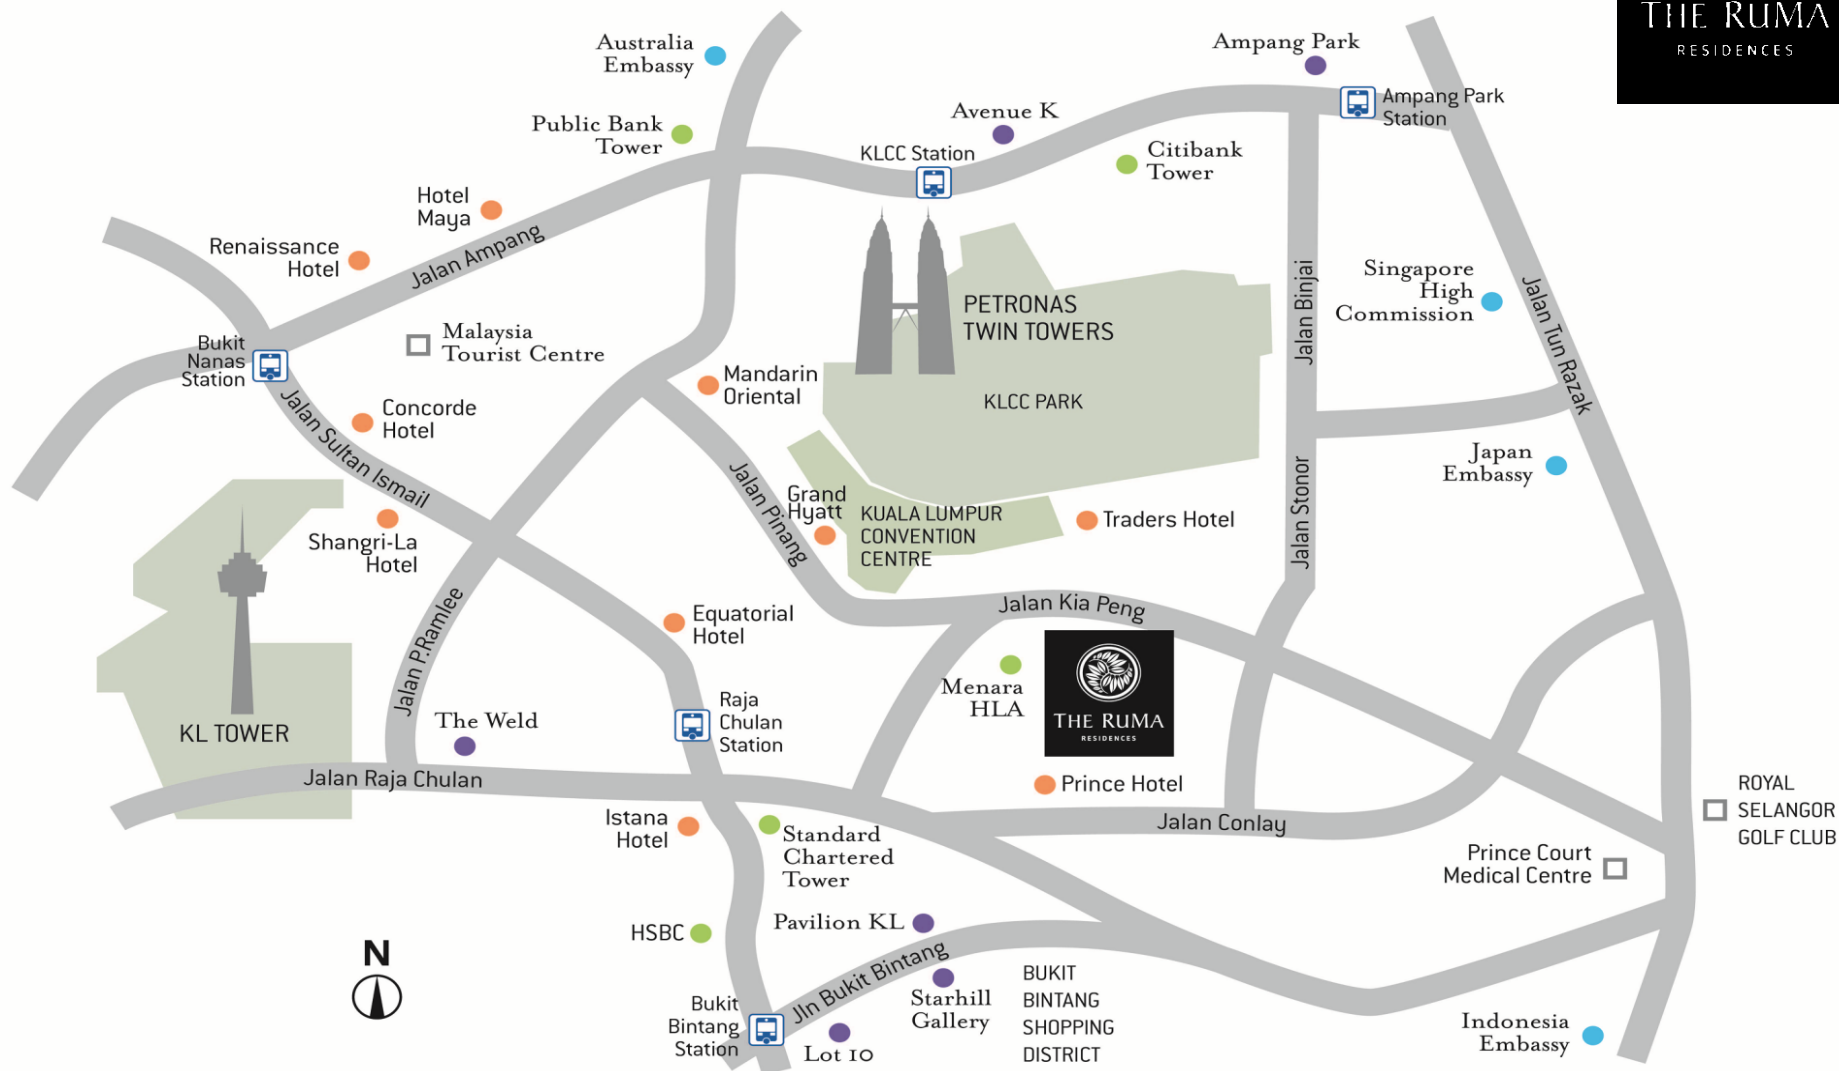 THE RUMA
RESIDENCES
Australia
Embassy
Ampang Park
Ampang Park
Station
Public Bank
Tower
Avenue K
KLCC Station
Citibank
Tower
Hotel
Maya
Renaissance
Hotel
Jalan Ampang
Malaysia
Tourist Centre
Bukit
Nanas
Station
PETRONAS
TWIN TOWERS
KLCC PARK
Jalan Binjai
Singapore
High
Commission
Jalan Tun Razak
Mandarin
Oriental
Concorde
Hotel
Jalan Sultan Ismail
Japan
Embassy
Jalan Pinang
Grand
Hyatt
KUALA LUMPUR
CONVENTION
CENTRE
Traders Hotel
Jalan Stonor
Shangri-La
Hotel
Jalan P.Ramlee
Equatorial
Hotel
Jalan Kia Peng
Menara
HLA
THE RUMA
RESIDENCES
KL TOWER
The Weld
Raja
Chulan
Station
Jalan Raja Chulan
Prince Hotel
Jalan Conlay
ROYAL
SELANGOR
GOLF CLUB
Istana
Hotel
Standard
Chartered
Tower
Prince Court
Medical Centre
HSBC
Pavilion KL
Jln Bukit Bintang
N
Starhill
Gallery
BUKIT
BINTANG
SHOPPING
DISTRICT
Bukit
Bintang
Station
Lot 10
Indonesia
Embassy